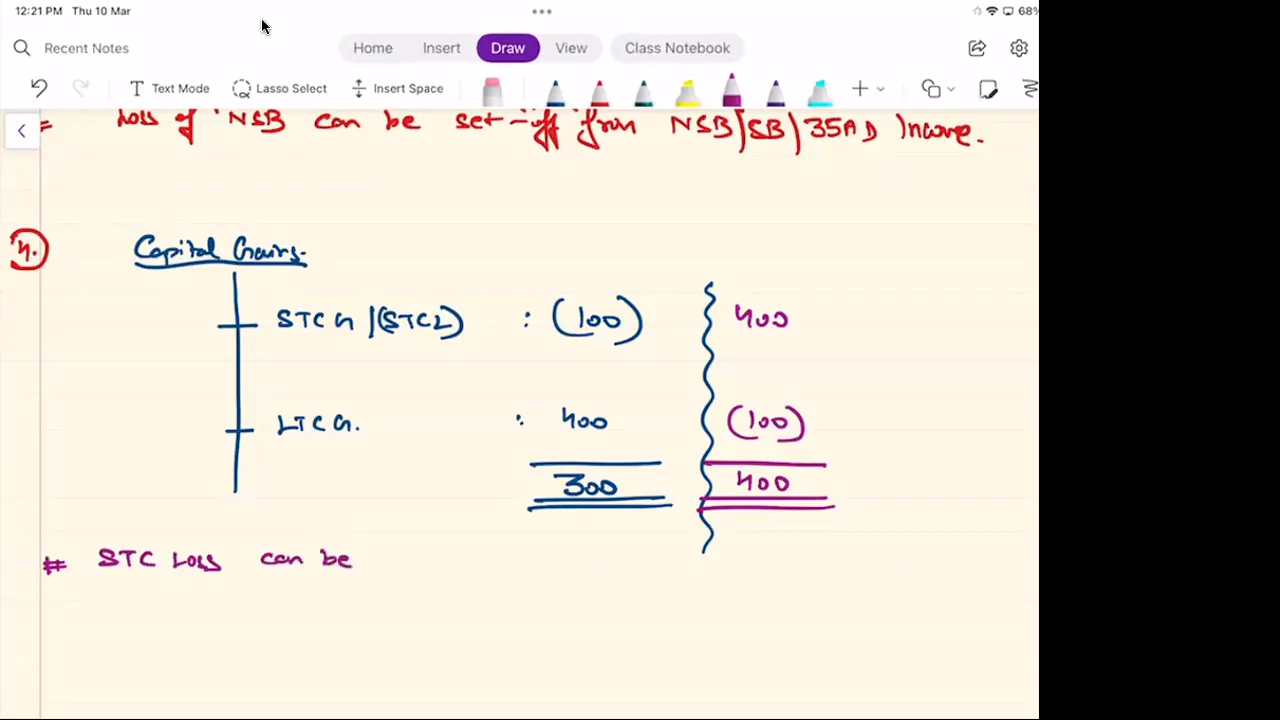 12:21 PM Thu 10 Mar 68%
Recent Notes Home Insert Draw View Class Notebook
Text Mode Lasso Select Insert Space
= Loss of NSB can be set-off from NSB/SB/35AD Income.
4. Capital Gains.
STCG/(STCL) : (100) 400
LTCG. : 400 (100)
300 400
# STC Loss can be